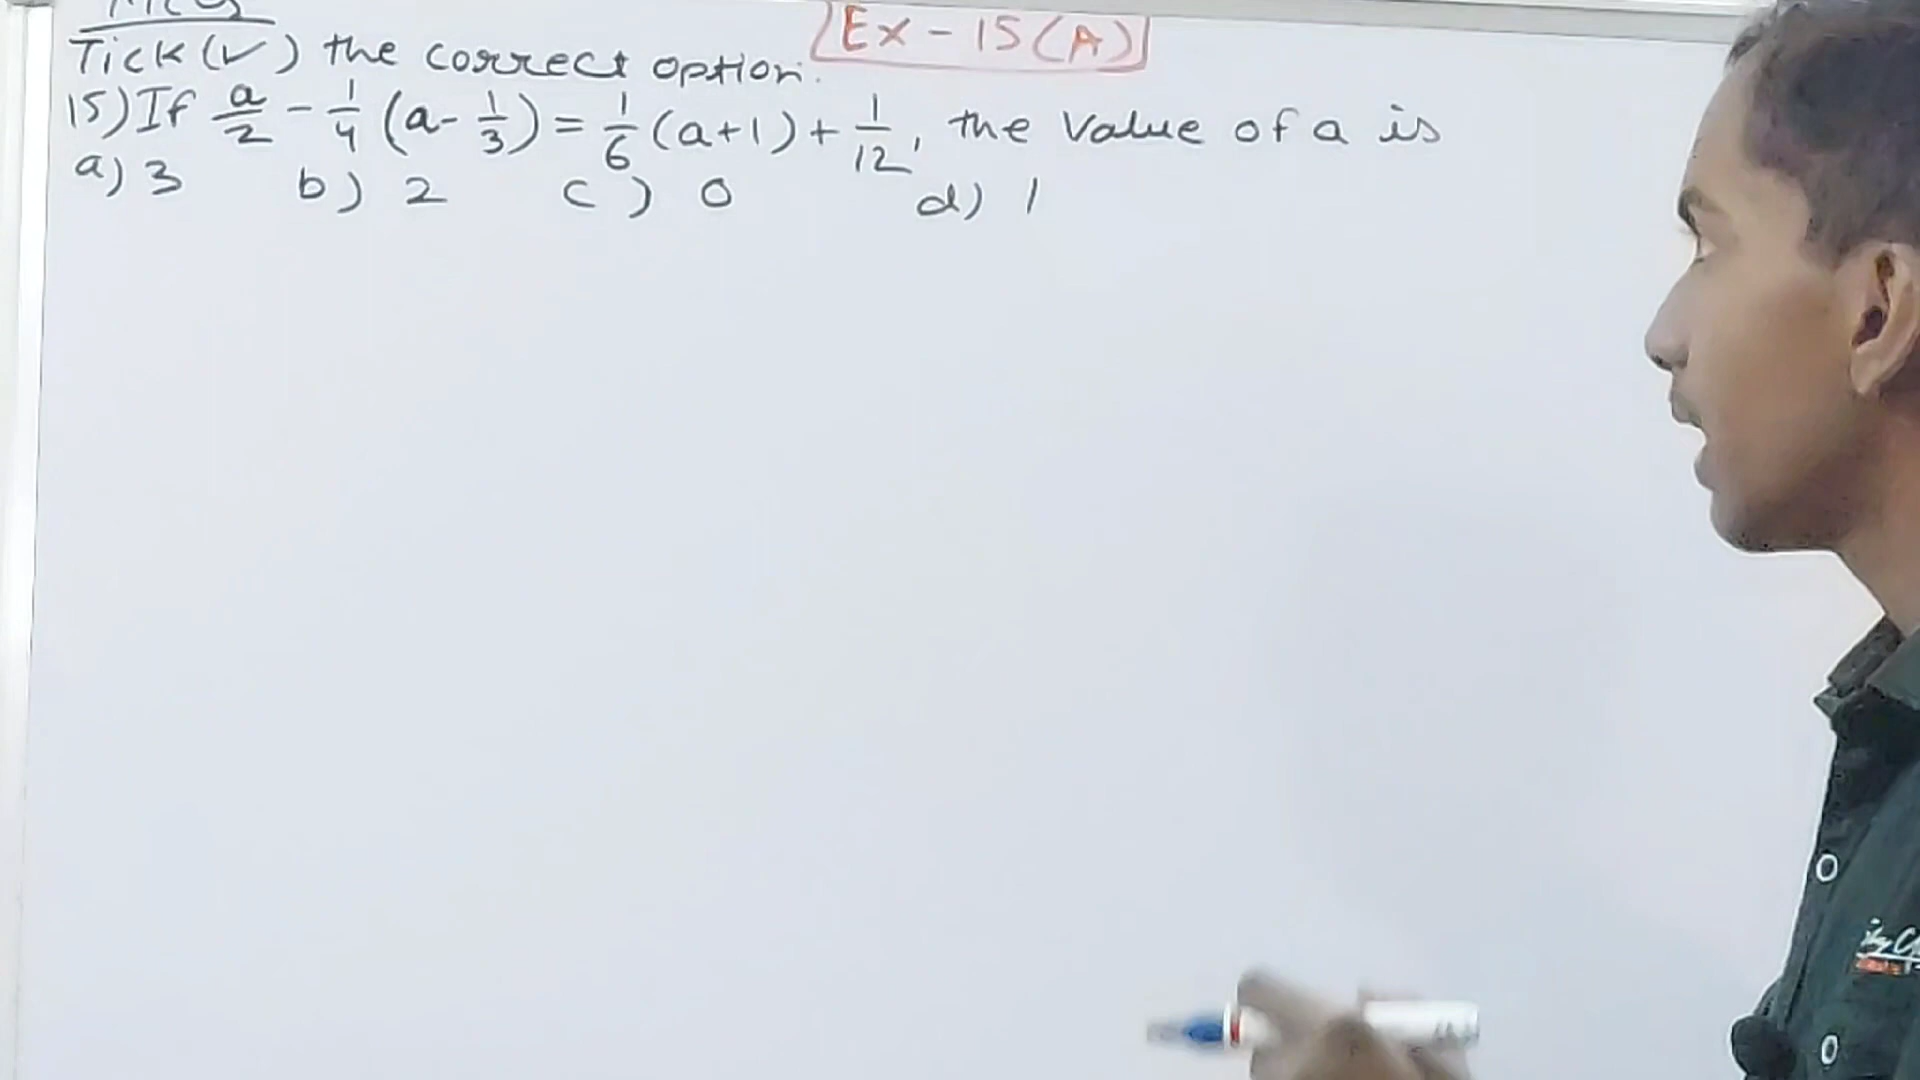 MCQ
Ex - 15(A)
Tick (✓) the correct option.
15) If a/2 - 1/4 (a - 1/3) = 1/6 (a+1) + 1/12, the value of a is
a) 3 b) 2 c) 0 d) 1